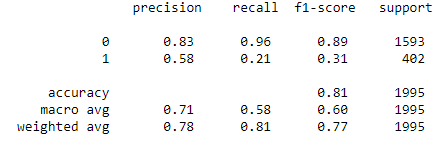 precision recall f1-score support
0 0.83 0.96 0.89 1593
1 0.58 0.21 0.31 402
accuracy 0.81 1995
macro avg 0.71 0.58 0.60 1995
weighted avg 0.78 0.81 0.77 1995